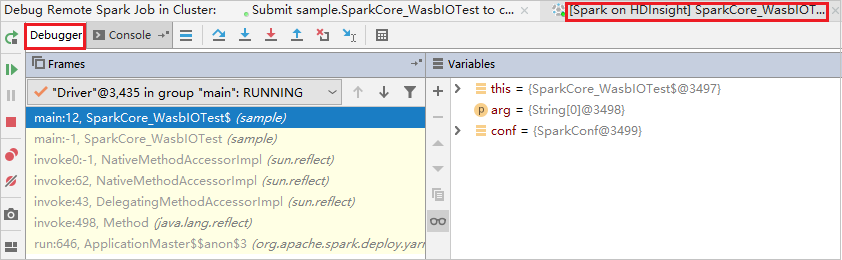 Debug Remote Spark Job in Cluster: Submit sample.SparkCore_WasbIOTest to c... [Spark on HDInsight] SparkCore_WasbIOT...
Debugger Console
Frames
"Driver"@3,435 in group "main": RUNNING
main:12, SparkCore_WasbIOTest$ (sample)
main:-1, SparkCore_WasbIOTest (sample)
invoke0:-1, NativeMethodAccessorImpl (sun.reflect)
invoke:62, NativeMethodAccessorImpl (sun.reflect)
invoke:43, DelegatingMethodAccessorImpl (sun.reflect)
invoke:498, Method (java.lang.reflect)
run:646, ApplicationMaster$$anon$3 (org.apache.spark.deploy.yarn
Variables
this = {SparkCore_WasbIOTest$@3497}
p arg = {String[0]@3498}
conf = {SparkConf@3499}